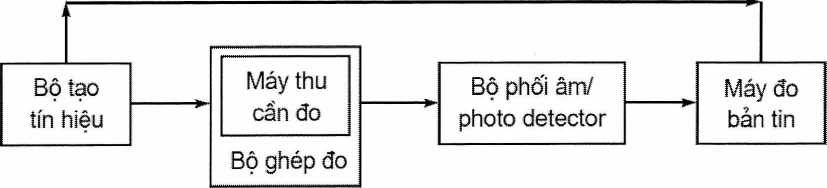 Bộ tạo
tín hiệu
Máy thu
cần đo
Bộ ghép đo
Bộ phối âm/
photo detector
Máy đo
bản tin